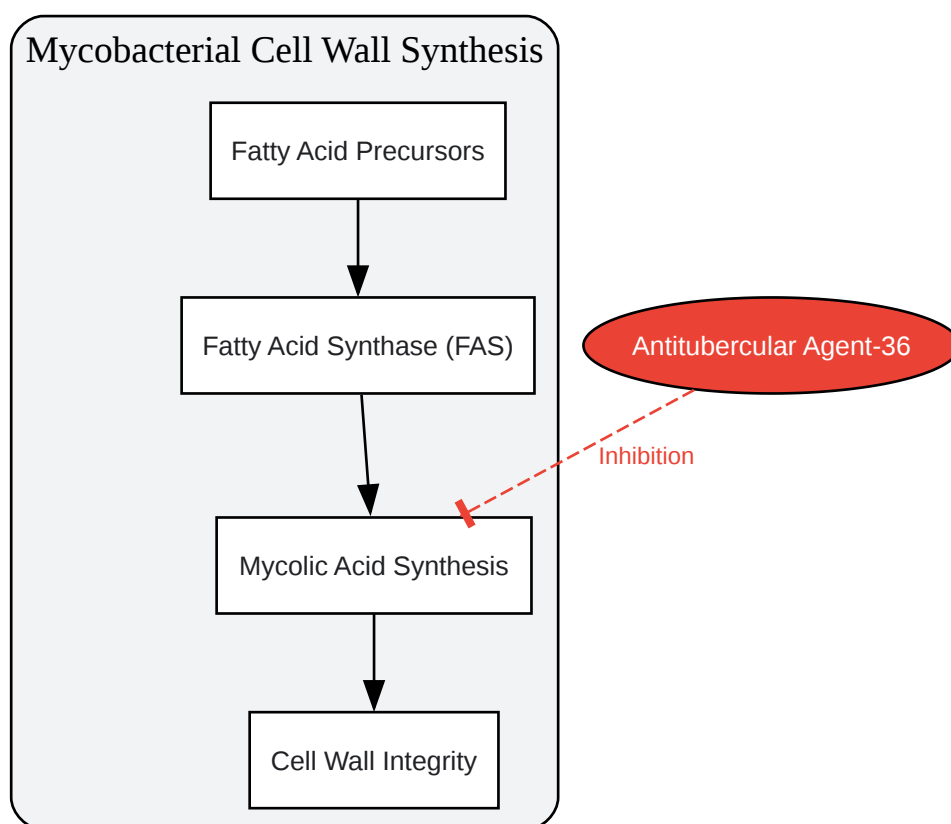 Mycobacterial Cell Wall Synthesis
Fatty Acid Precursors
Fatty Acid Synthase (FAS)
Antitubercular Agent-36
Inhibition
Mycolic Acid Synthesis
Cell Wall Integrity